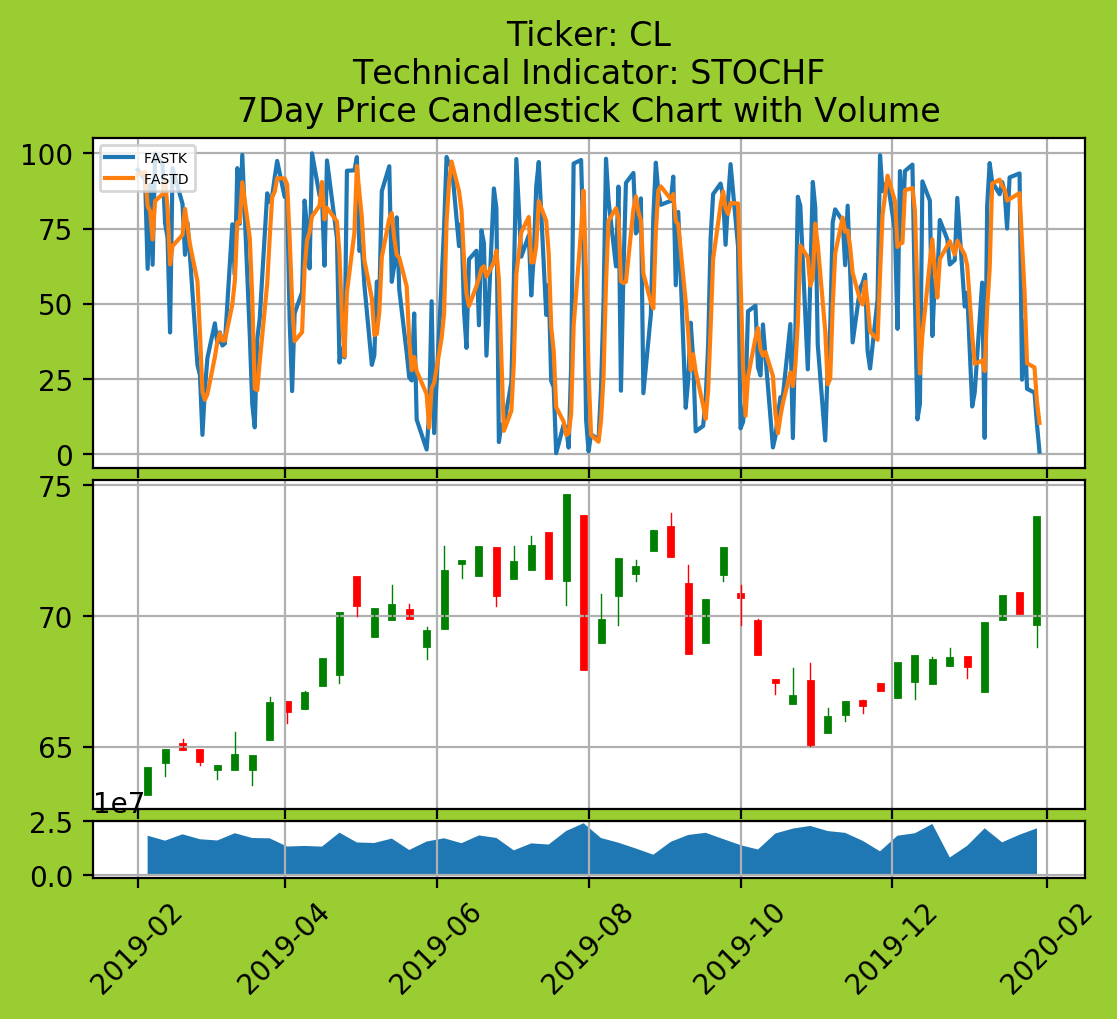 Ticker: CL
Technical Indicator: STOCHF
7Day Price Candlestick Chart with Volume
100
75
50
25
0
FASTK
FASTD
75
70
65
1e7
2.5
0.0
2019-02
2019-04
2019-06
2019-08
2019-10
2019-12
2020-02